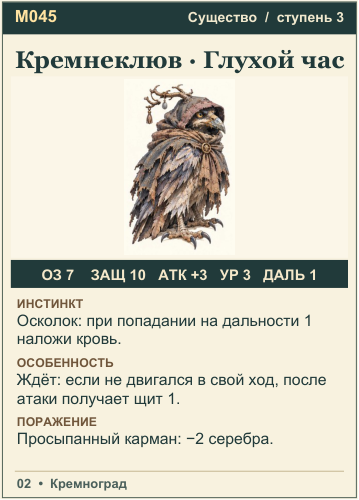 M045
Существо / ступень 3
Кремнеклюв · Глухой час
ОЗ 7 ЗАЩ 10 АТК +3 УР 3 ДАЛЬ 1
ИНСТИНКТ
Осколок: при попадании на дальности 1
наложи кровь.
ОСОБЕННОСТЬ
Ждёт: если не двигался в свой ход, после
атаки получает щит 1.
ПОРАЖЕНИЕ
Просыпанный карман: −2 серебра.
02 • Кремноград